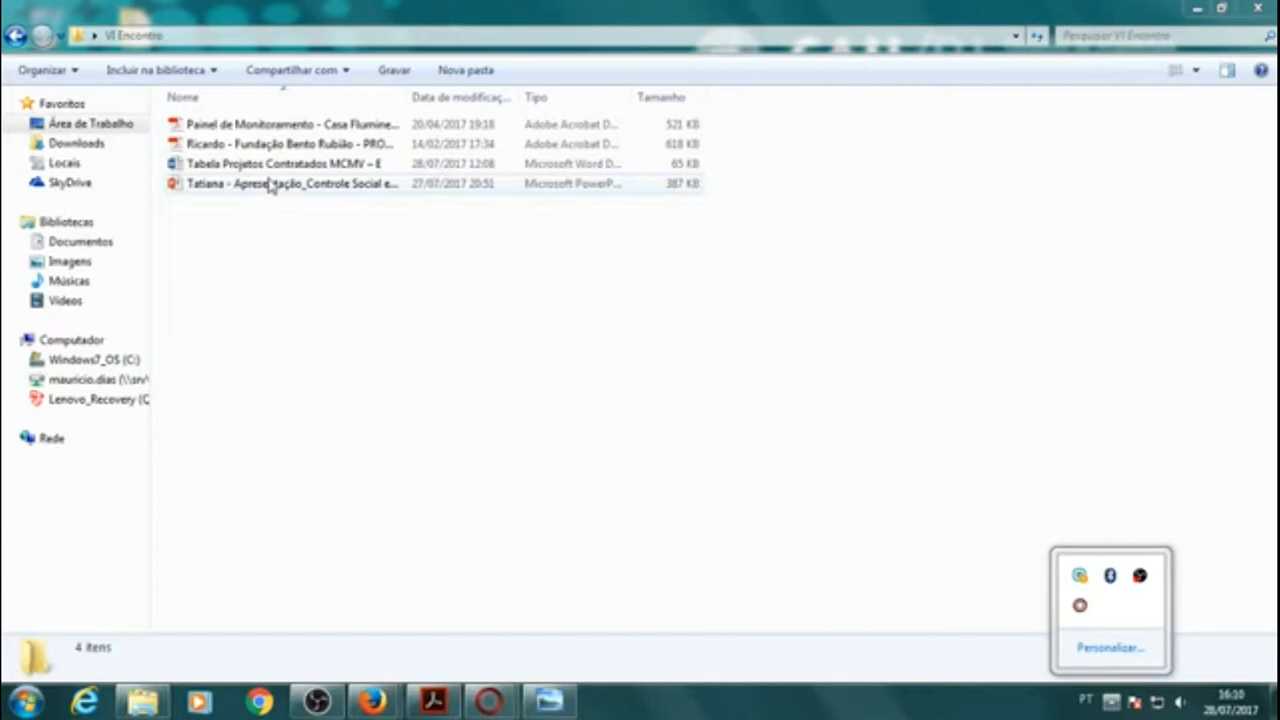 VI Encontro
Pesquisar VI Encontro
Organizar Incluir na biblioteca Compartilhar com Gravar Nova pasta
Nome Data de modificaç... Tipo Tamanho
Favoritos
Área de Trabalho
Downloads
Locais
SkyDrive
Bibliotecas
Documentos
Imagens
Músicas
Vídeos
Computador
Windows7_OS (C:)
mauricio.dias (\\srv\
Lenovo_Recovery (Q
Rede
Painel de Monitoramento - Casa Flumine... 20/04/2017 19:18 Adobe Acrobat D... 521 KB
Ricardo - Fundação Bento Rubião - PRO... 14/02/2017 17:34 Adobe Acrobat D... 618 KB
Tabela Projetos Contratados MCMV – E 28/07/2017 12:08 Microsoft Word D... 65 KB
Tatiana - Apresentação_Controle Social e... 27/07/2017 20:51 Microsoft PowerP... 387 KB
4 itens
Personalizar...
PT
16:10
28/07/2017